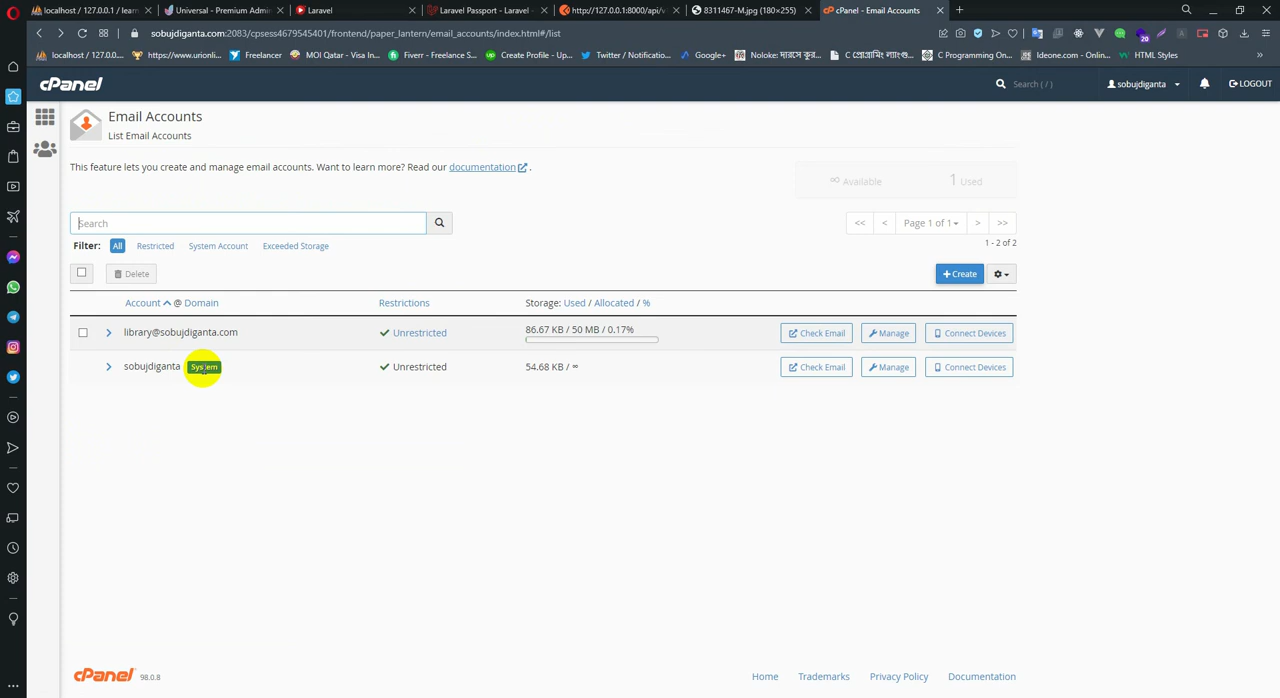 localhost / 127.0.0.1 / learn
Universal - Premium Admin
Laravel
Laravel Passport - Laravel -
http://127.0.0.1:8000/api/v
8311467-M.jpg (180×255)
cPanel - Email Accounts
sobujdiganta.com:2083/cpsess4679545401/frontend/paper_lantern/email_accounts/index.html#/list
localhost / 127.0.0....
www.urionli...
Freelancer
MOI Qatar - Visa In...
Fiverr - Freelance S...
Create Profile - Up...
Twitter / Notificatio...
Google+
Noloke: দারসে কুর...
C প্রোগ্রামিং ল্যাংগু...
C Programming On...
Ideone.com - Onlin...
HTML Styles
cPanel
Search ( / )
sobujdiganta
LOGOUT
Email Accounts
List Email Accounts
This feature lets you create and manage email accounts. Want to learn more? Read our documentation .
∞ Available 1 Used
Search
<< < Page 1 of 1 > >>
Filter: All Restricted System Account Exceeded Storage
1 - 2 of 2
Delete
+ Create
Account @ Domain Restrictions Storage: Used / Allocated / %
library@sobujdiganta.com Unrestricted 86.67 KB / 50 MB / 0.17% Check Email Manage Connect Devices
sobujdiganta System Unrestricted 54.68 KB / ∞ Check Email Manage Connect Devices
cPanel 98.0.8
Home Trademarks Privacy Policy Documentation